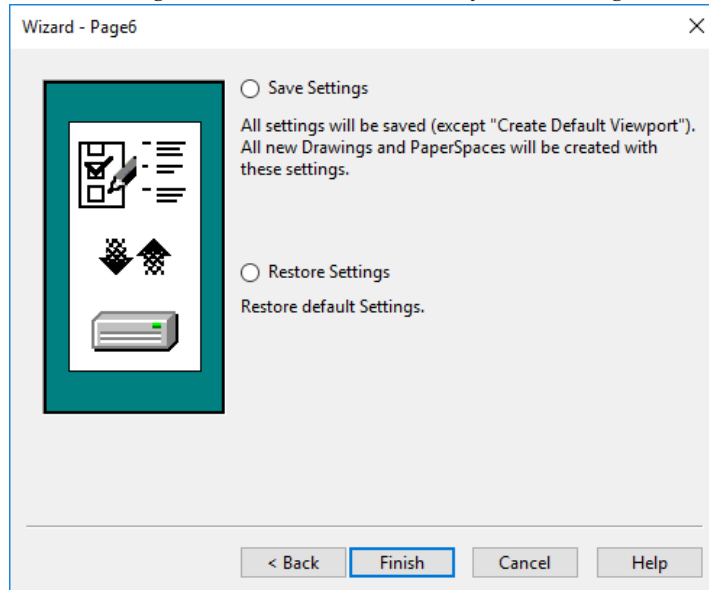 Wizard - Page6
Save Settings
All settings will be saved (except "Create Default Viewport").
All new Drawings and PaperSpaces will be created with
these settings.
Restore Settings
Restore default Settings.
< Back
Finish
Cancel
Help